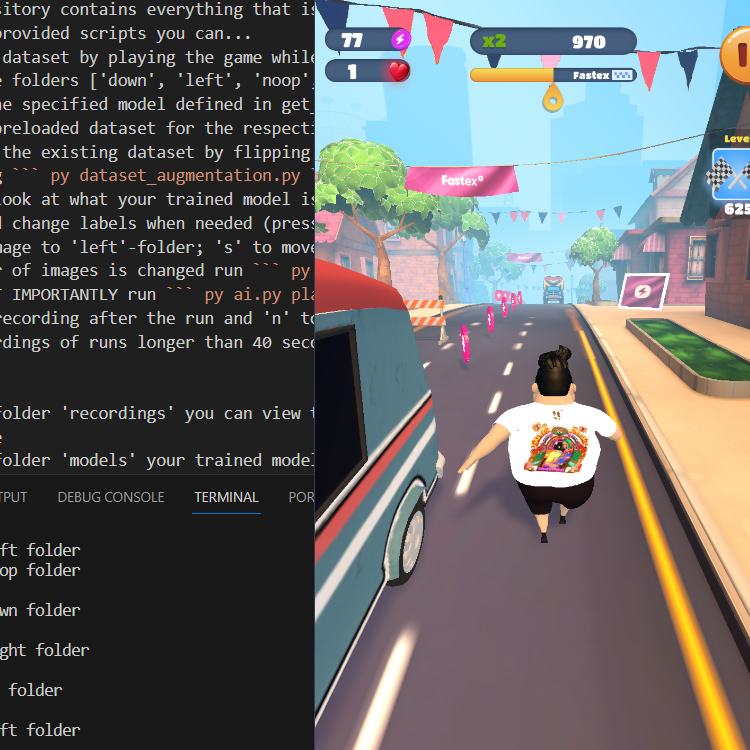 sitory contains everything that is
provided scripts you can...
dataset by playing the game while
e folders ['down', 'left', 'noop'
he specified model defined in get_
preloaded dataset for the respecti
the existing dataset by flipping
g ``` py dataset_augmentation.py
look at what your trained model is
d change labels when needed (press
mage to 'left'-folder; 's' to move
r of images is changed run ``` py
T IMPORTANTLY run ``` py ai.py pla
recording after the run and 'n' to
rdings of runs longer than 40 seco
folder 'recordings' you can view t
e
folder 'models' your trained model
TPUT DEBUG CONSOLE TERMINAL POR
ft folder
op folder
wn folder
ght folder
folder
ft folder
77
1
x2 970
Fastex
Leve
625
Fastex